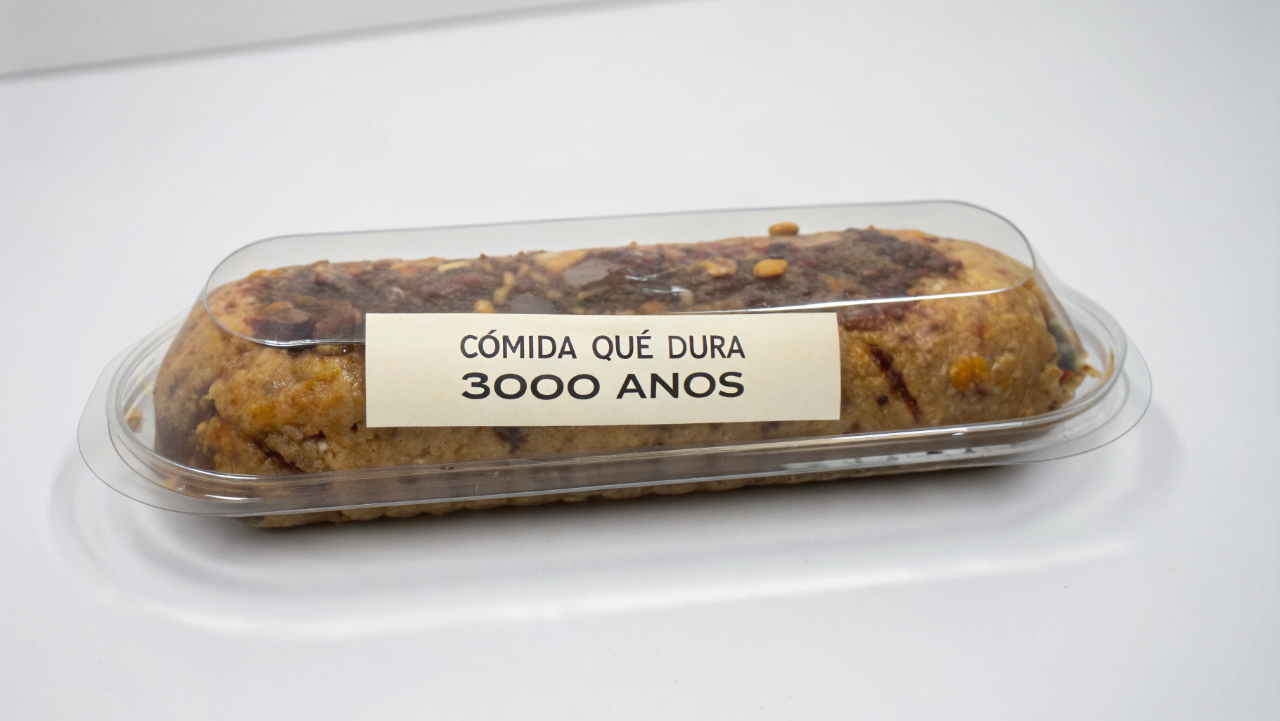 CÓMIDA QUÉ DURA
3000 ANOS